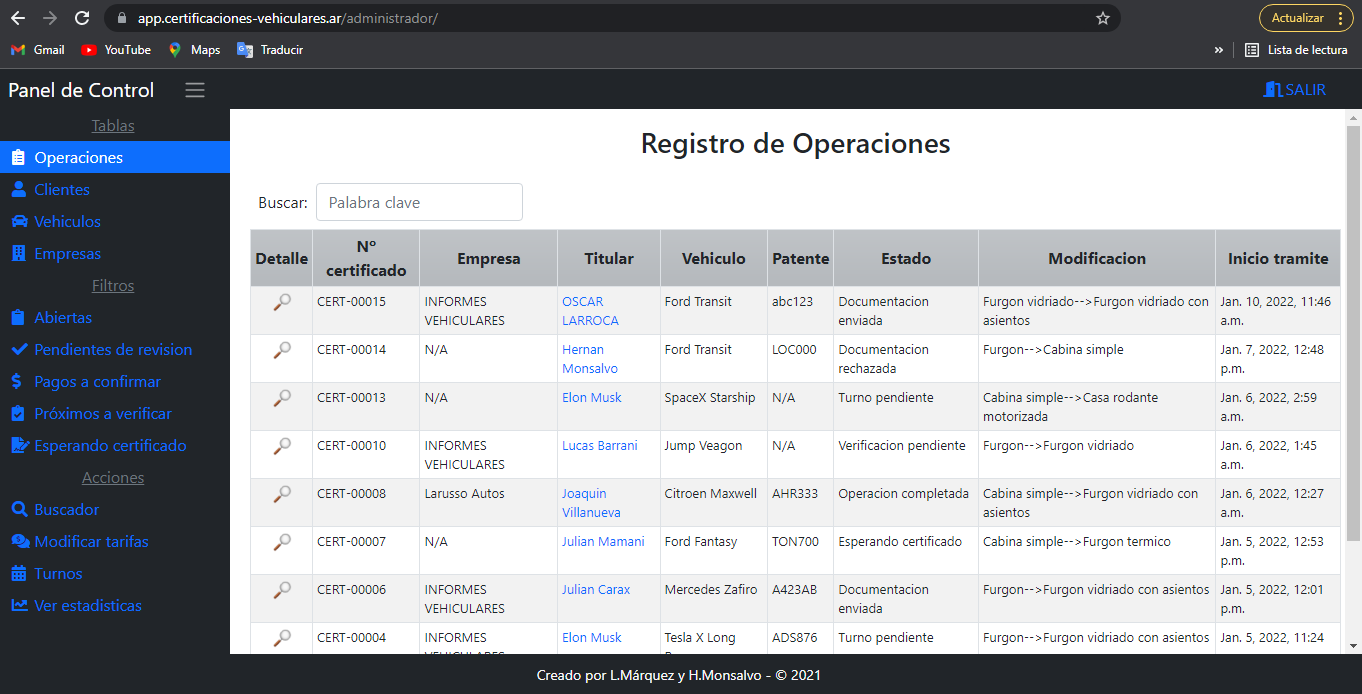 app.certificaciones-vehiculares.ar/administrador/
Actualizar
Gmail YouTube Maps Traducir
» Lista de lectura
Panel de Control
SALIR
Tablas
Operaciones
Clientes
Vehiculos
Empresas
Filtros
Abiertas
Pendientes de revision
Pagos a confirmar
Próximos a verificar
Esperando certificado
Acciones
Buscador
Modificar tarifas
Turnos
Ver estadisticas
Registro de Operaciones
Buscar: Palabra clave
Detalle Nº certificado Empresa Titular Vehiculo Patente Estado Modificacion Inicio tramite
CERT-00015 INFORMES VEHICULARES OSCAR LARROCA Ford Transit abc123 Documentacion enviada Furgon vidriado-->Furgon vidriado con asientos Jan. 10, 2022, 11:46 a.m.
CERT-00014 N/A Hernan Monsalvo Ford Transit LOC000 Documentacion rechazada Furgon-->Cabina simple Jan. 7, 2022, 12:48 p.m.
CERT-00013 N/A Elon Musk SpaceX Starship N/A Turno pendiente Cabina simple-->Casa rodante motorizada Jan. 6, 2022, 2:59 a.m.
CERT-00010 INFORMES VEHICULARES Lucas Barrani Jump Veagon N/A Verificacion pendiente Furgon-->Furgon vidriado Jan. 6, 2022, 1:45 a.m.
CERT-00008 Larusso Autos Joaquin Villanueva Citroen Maxwell AHR333 Operacion completada Cabina simple-->Furgon vidriado con asientos Jan. 6, 2022, 12:27 a.m.
CERT-00007 N/A Julian Mamani Ford Fantasy TON700 Esperando certificado Cabina simple-->Furgon termico Jan. 5, 2022, 12:53 p.m.
CERT-00006 INFORMES VEHICULARES Julian Carax Mercedes Zafiro A423AB Documentacion enviada Furgon-->Furgon vidriado con asientos Jan. 5, 2022, 12:01 p.m.
CERT-00004 INFORMES VEHICULARES Elon Musk Tesla X Long ADS876 Turno pendiente Furgon-->Furgon vidriado con asientos Jan. 5, 2022, 11:24
Creado por L.Márquez y H.Monsalvo - © 2021